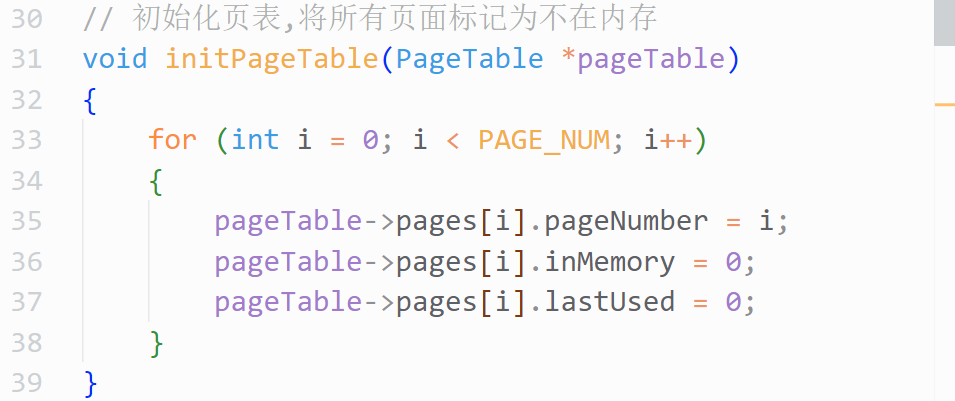 30 // 初始化页表,将所有页面标记为不在内存
31 void initPageTable(PageTable *pageTable)
32 {
33     for (int i = 0; i < PAGE_NUM; i++)
34     {
35         pageTable->pages[i].pageNumber = i;
36         pageTable->pages[i].inMemory = 0;
37         pageTable->pages[i].lastUsed = 0;
38     }
39 }